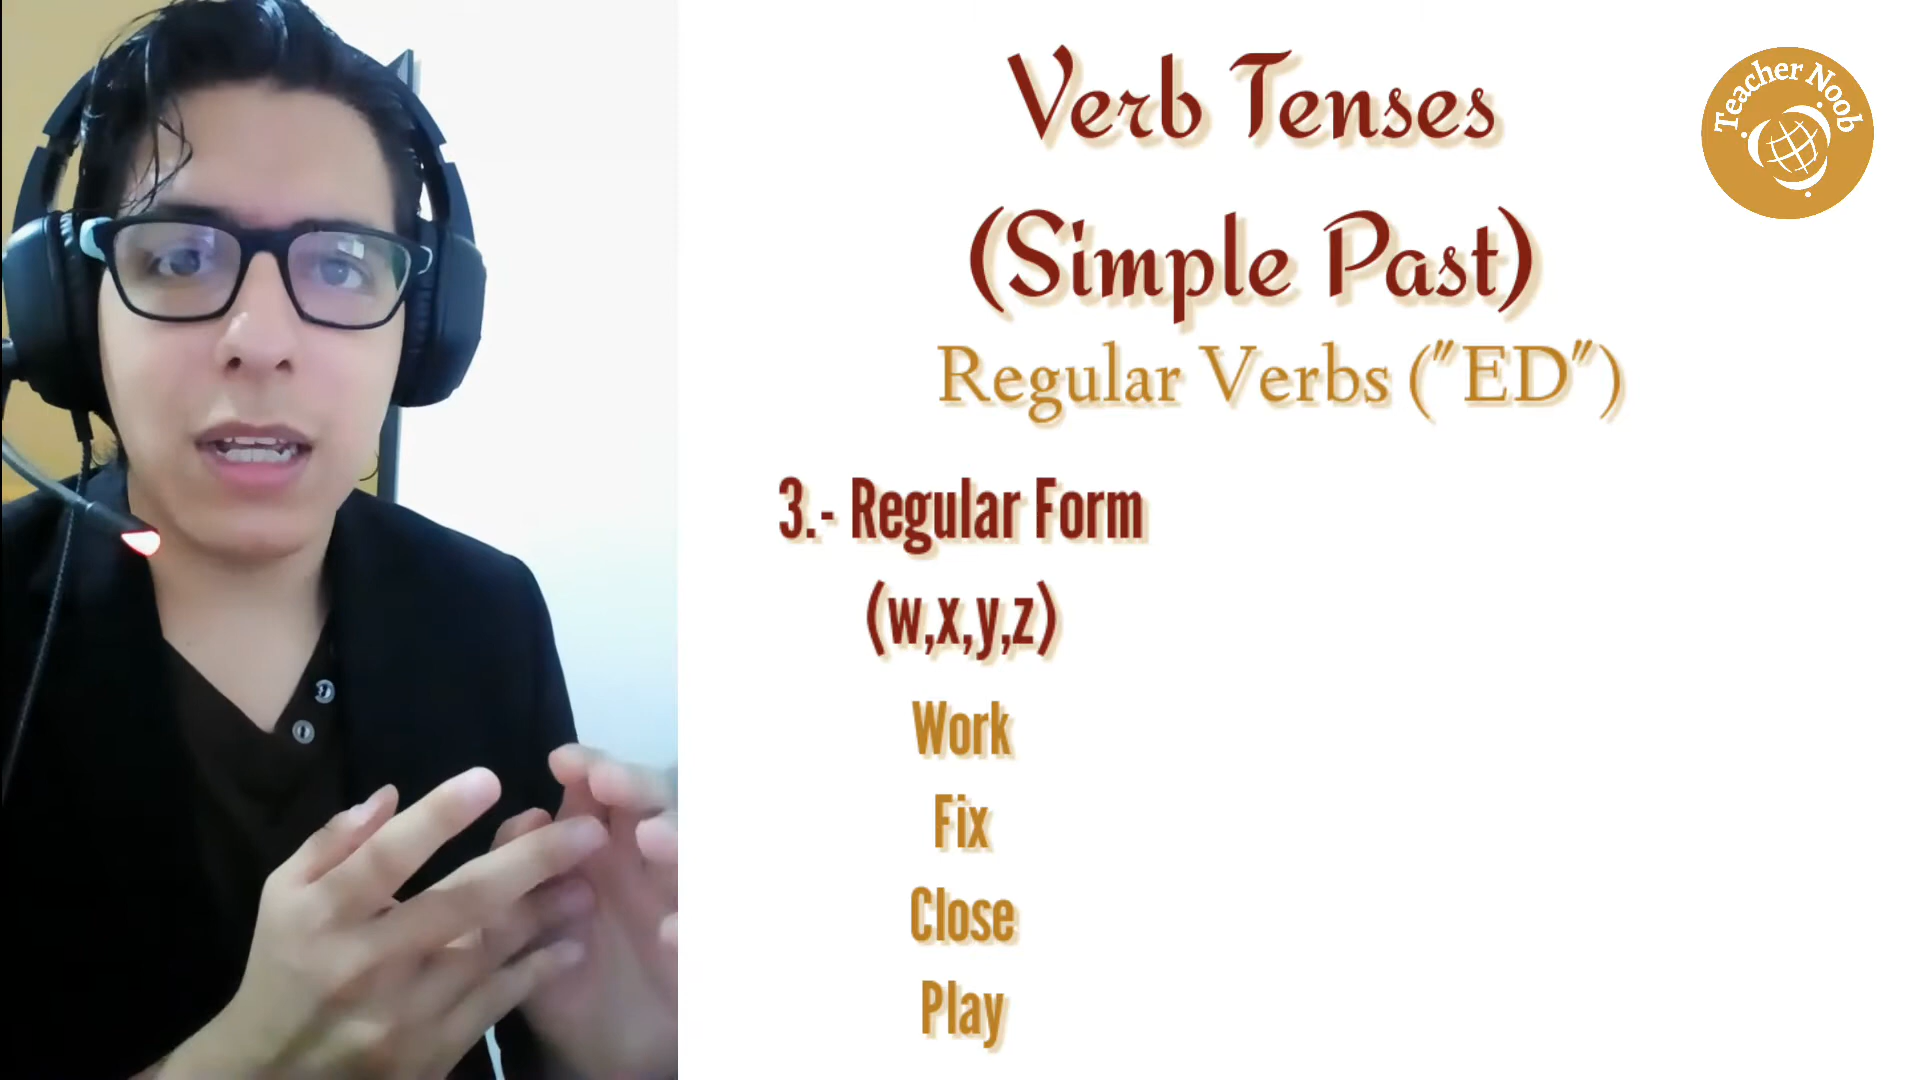 Verb Tenses
(Simple Past)
Regular Verbs ("ED")
3.- Regular Form
(w,x,y,z)
Work
Fix
Close
Play
Teacher Noob